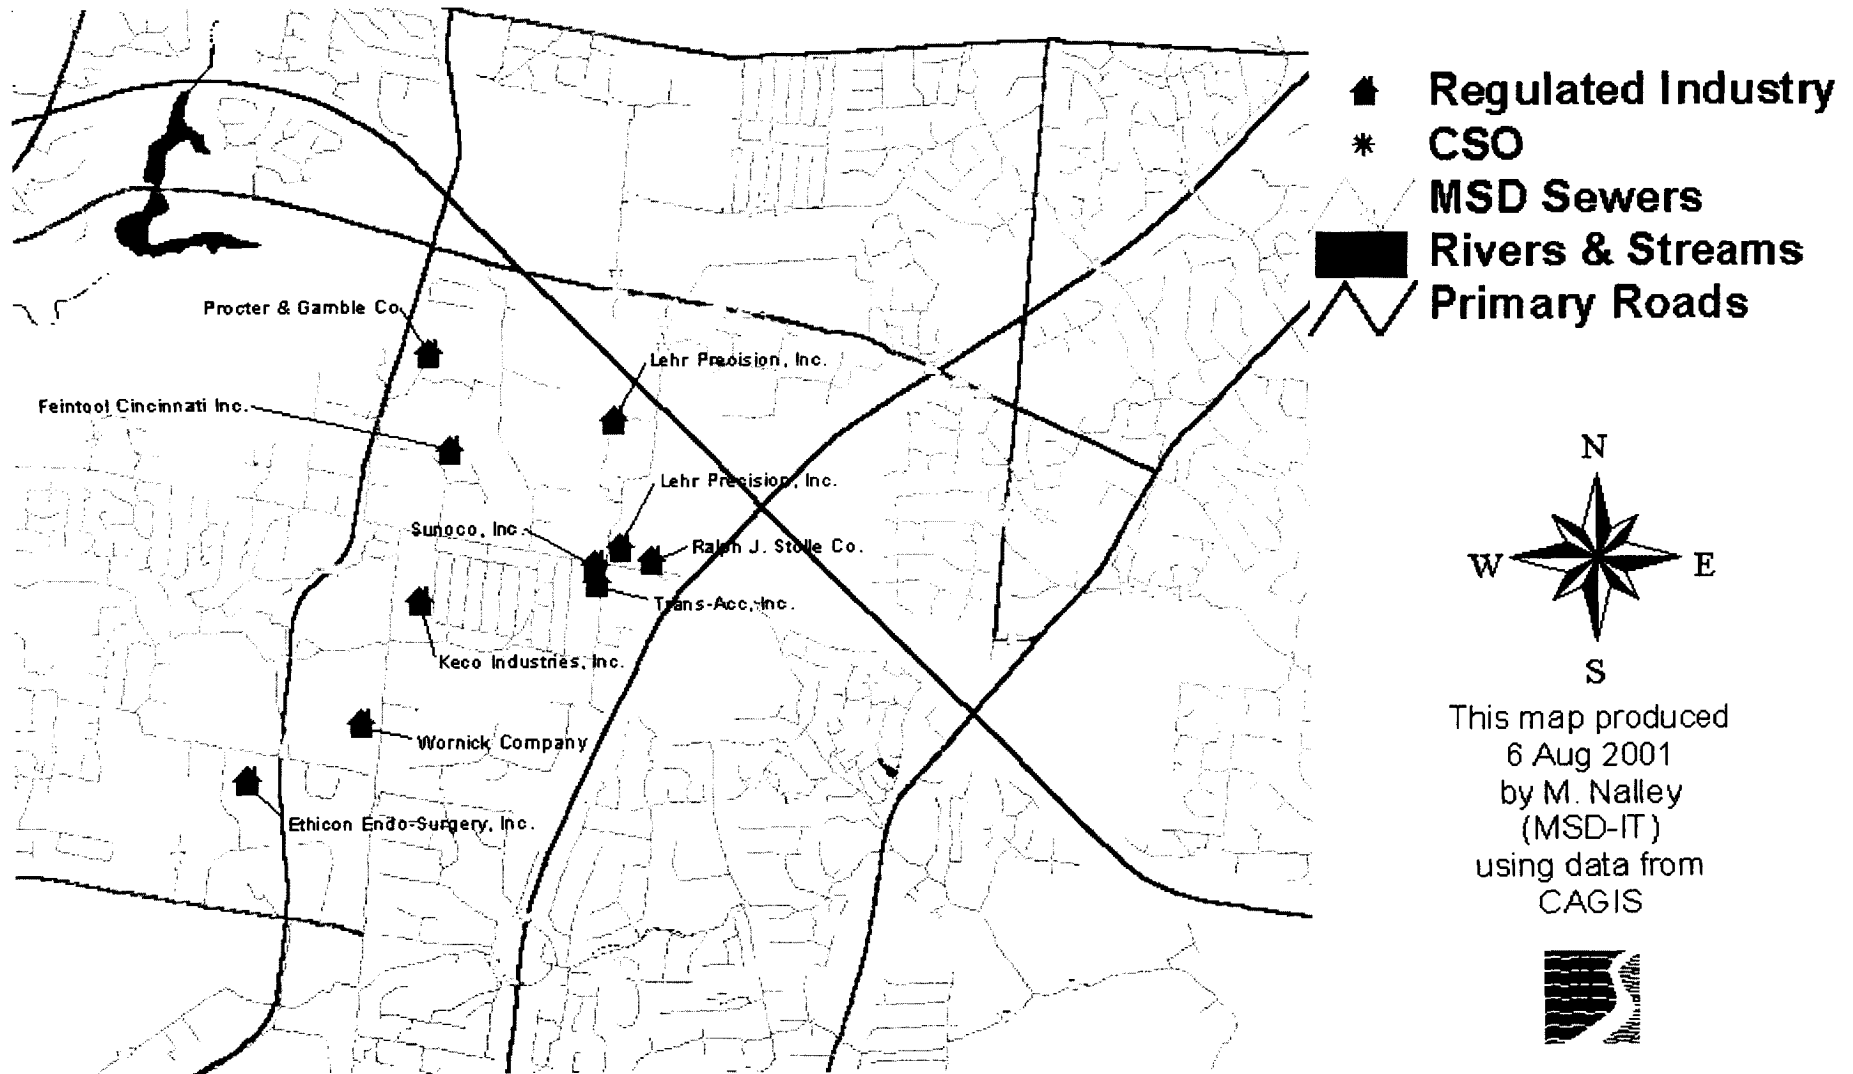 Regulated Industry
CSO
MSD Sewers
Rivers & Streams
Primary Roads
Procter & Gamble Co.
Lehr Precision, Inc.
Feintool Cincinnati Inc.
Lehr Precision, Inc.
Sunoco, Inc.
Ralph J. Stolle Co.
Trans-Acc, Inc.
Keco Industries, Inc.
Wornick Company
Ethicon Endo-Surgery, Inc.
N
W
E
S
This map produced
6 Aug 2001
by M. Nalley
(MSD-IT)
using data from
CAGIS